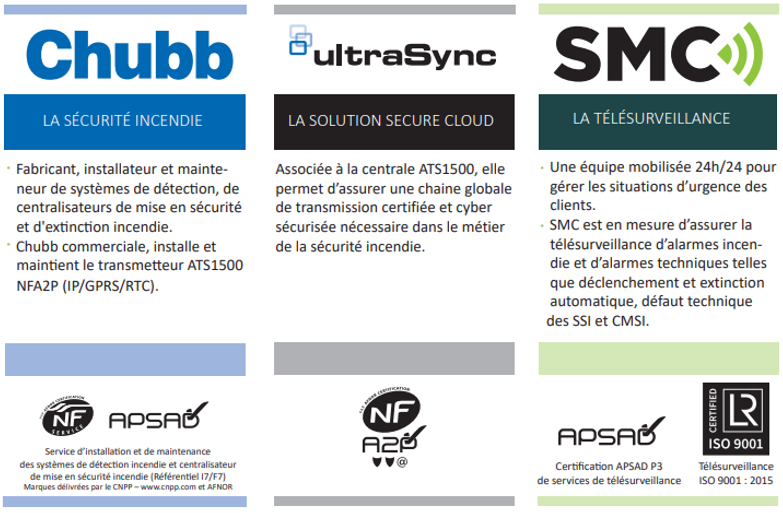 Chubb
LA SÉCURITÉ INCENDIE
· Fabricant, installateur et mainte-
neur de systèmes de détection, de
centralisateurs de mise en sécurité
et d'extinction incendie.
· Chubb commerciale, installe et
maintient le transmetteur ATS1500
NFA2P (IP/GPRS/RTC).
NF
SERVICE
APSAD
Service d'installation et de maintenance
des systèmes de détection incendie et centralisateur
de mise en sécurité incendie (Référentiel I7/F7)
Marques délivrées par le CNPP – www.cnpp.com et AFNOR
ultraSync
LA SOLUTION SECURE CLOUD
Associée à la centrale ATS1500, elle
permet d'assurer une chaine globale
de transmission certifiée et cyber
sécurisée nécessaire dans le métier
de la sécurité incendie.
NF
A2P
@
SMC
LA TÉLÉSURVEILLANCE
· Une équipe mobilisée 24h/24 pour
gérer les situations d'urgence des
clients.
· SMC est en mesure d'assurer la
télésurveillance d'alarmes incen-
die et d'alarmes techniques telles
que déclenchement et extinction
automatique, défaut technique
des SSI et CMSI.
APSAD
Certification APSAD P3
de services de télésurveillance
CERTIFIED
LR
ISO 9001
Télésurveillance
ISO 9001 : 2015